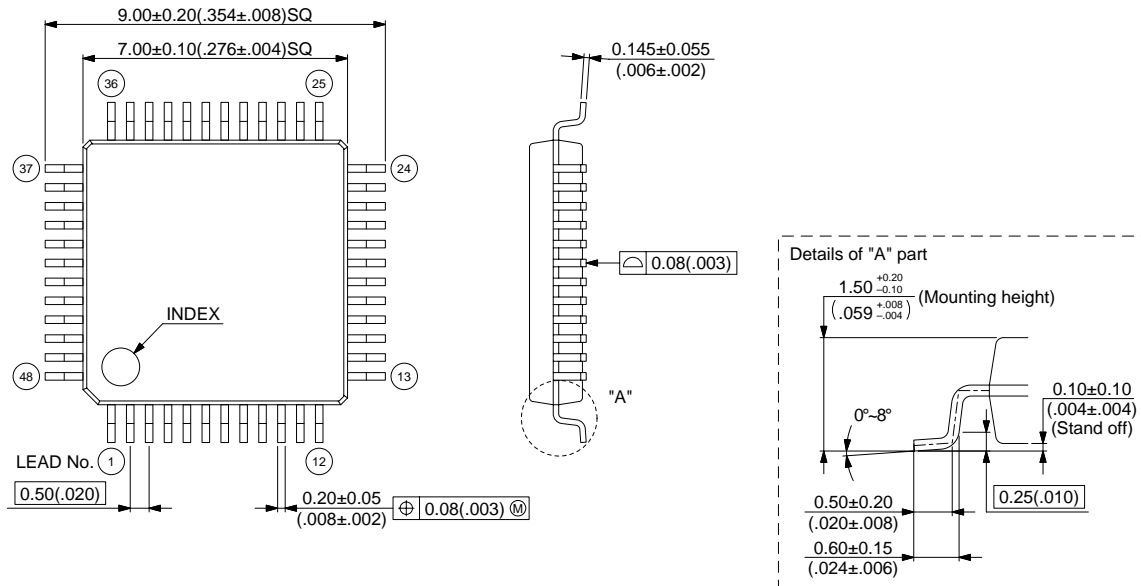 9.00±0.20(.354±.008)SQ
7.00±0.10(.276±.004)SQ
0.145±0.055
(.006±.002)
36
25
37
24
0.08(.003)
INDEX
48
13
"A"
LEAD No.
1
12
0.50(.020)
0.20±0.05
(.008±.002)
⌖ 0.08(.003) Ⓜ
Details of "A" part
1.50 +0.20 −0.10
(.059 +.008 −.004)
(Mounting height)
0°~8°
0.10±0.10
(.004±.004)
(Stand off)
0.25(.010)
0.50±0.20
(.020±.008)
0.60±0.15
(.024±.006)